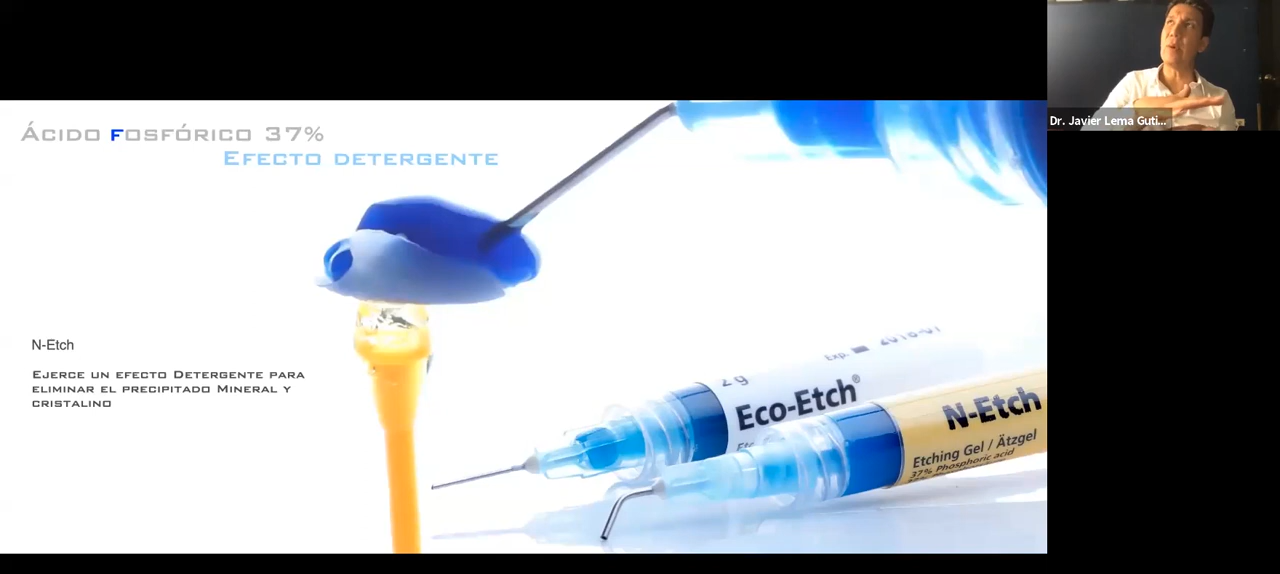 ÁCIDO FOSFÓRICO 37%
EFECTO DETERGENTE
N-Etch
EJERCE UN EFECTO DETERGENTE PARA
ELIMINAR EL PRECIPITADO MINERAL Y
CRISTALINO
Exp.
2g
Eco-Etch®
N-Etch
Etching Gel / Ätzgel
37% Phosphoric acid
Dr. Javier Lema Guti...